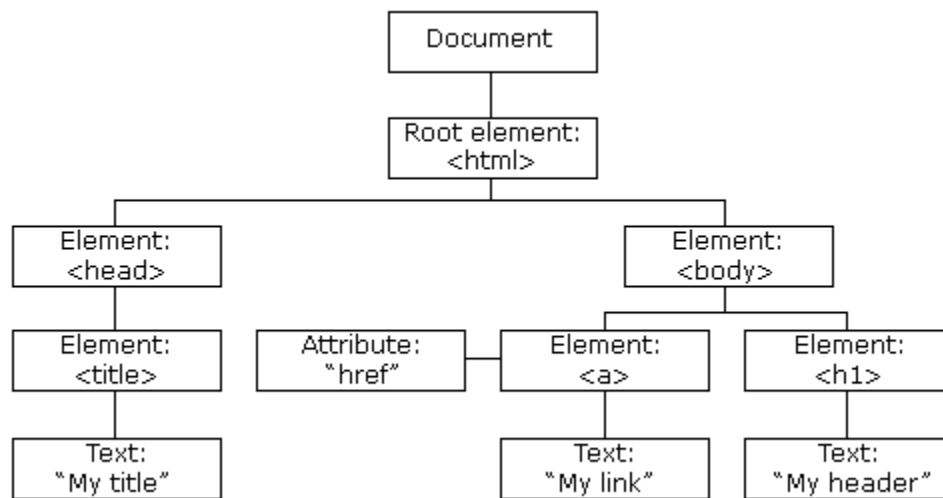 Document
Root element:
<html>
Element:
<head>
Element:
<body>
Element:
<title>
Attribute:
“href”
Element:
<a>
Element:
<h1>
Text:
“My title”
Text:
“My link”
Text:
“My header”